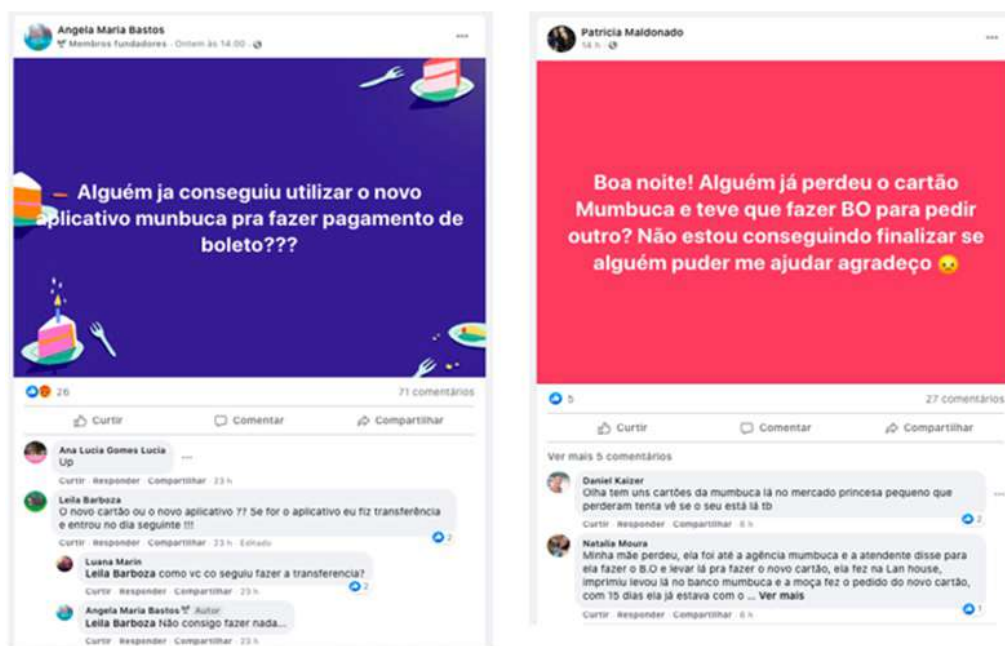 Angela Maria Bastos
Membros fundadores · Ontem às 14:00 ·
Alguém ja conseguiu utilizar o novo
aplicativo munbuca pra fazer pagamento de
boleto???
26
71 comentários
Curtir Comentar Compartilhar
Ana Lucia Gomes Lucia
Up
Curtir · Responder · Compartilhar · 23 h
Leila Barboza
O novo cartão ou o novo aplicativo ?? Se for o aplicativo eu fiz transferência
e entrou no dia seguinte !!!
2
Curtir · Responder · Compartilhar · 23 h · Editado
Luana Marin
Leila Barboza como vc co seguiu fazer a transferencia?
2
Curtir · Responder · Compartilhar · 23 h
Angela Maria Bastos Autor
Leila Barboza Não consigo fazer nada...
Curtir · Responder · Compartilhar · 23 h
Patricia Maldonado
14 h ·
Boa noite! Alguém já perdeu o cartão
Mumbuca e teve que fazer BO para pedir
outro? Não estou conseguindo finalizar se
alguém puder me ajudar agradeço 😟
5
27 comentários
Curtir Comentar Compartilhar
Ver mais 5 comentários
Daniel Kaizer
Olha tem uns cartões da mumbuca lá no mercado princesa pequeno que
perderam tenta vê se o seu está lá tb
2
Curtir · Responder · Compartilhar · 6 h
Natalia Moura
Minha mãe perdeu, ela foi até a agência mumbuca e a atendente disse para
ela fazer o B.O e levar lá pra fazer o novo cartão, ela fez na Lan house,
imprimiu levou lá no banco mumbuca e a moça fez o pedido do novo cartão,
com 15 dias ela já estava com o ... Ver mais
1
Curtir · Responder · Compartilhar · 6 h